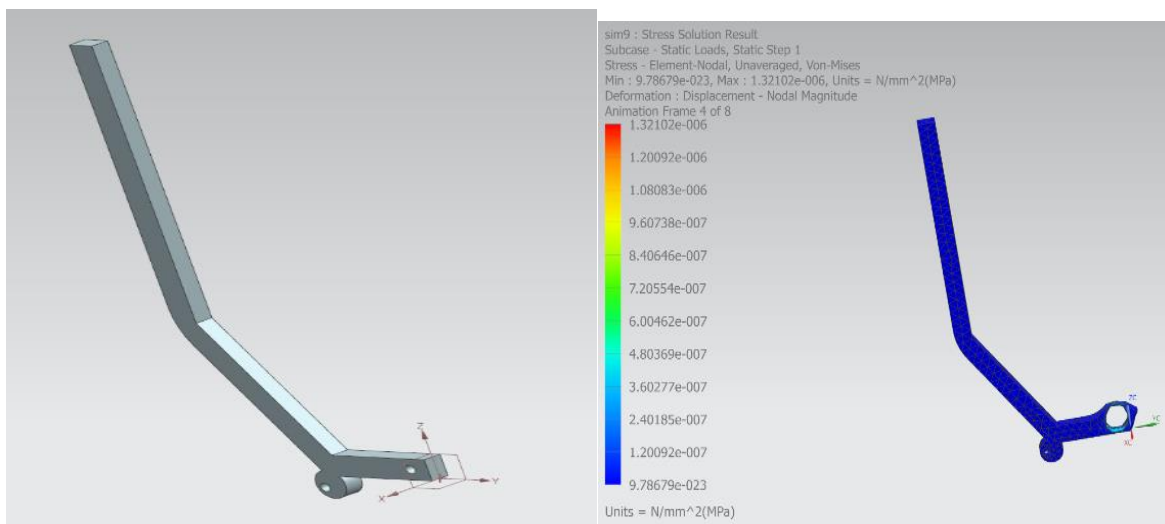 Z
X
Y
sim9 : Stress Solution Result
Subcase - Static Loads, Static Step 1
Stress - Element-Nodal, Unaveraged, Von-Mises
Min : 9.78679e-023, Max : 1.32102e-006, Units = N/mm^2(MPa)
Deformation : Displacement - Nodal Magnitude
Animation Frame 4 of 8
1.32102e-006
1.20092e-006
1.08083e-006
9.60738e-007
8.40646e-007
7.20554e-007
6.00462e-007
4.80369e-007
3.60277e-007
2.40185e-007
1.20092e-007
9.78679e-023
Units = N/mm^2(MPa)
ZC
YC
XC